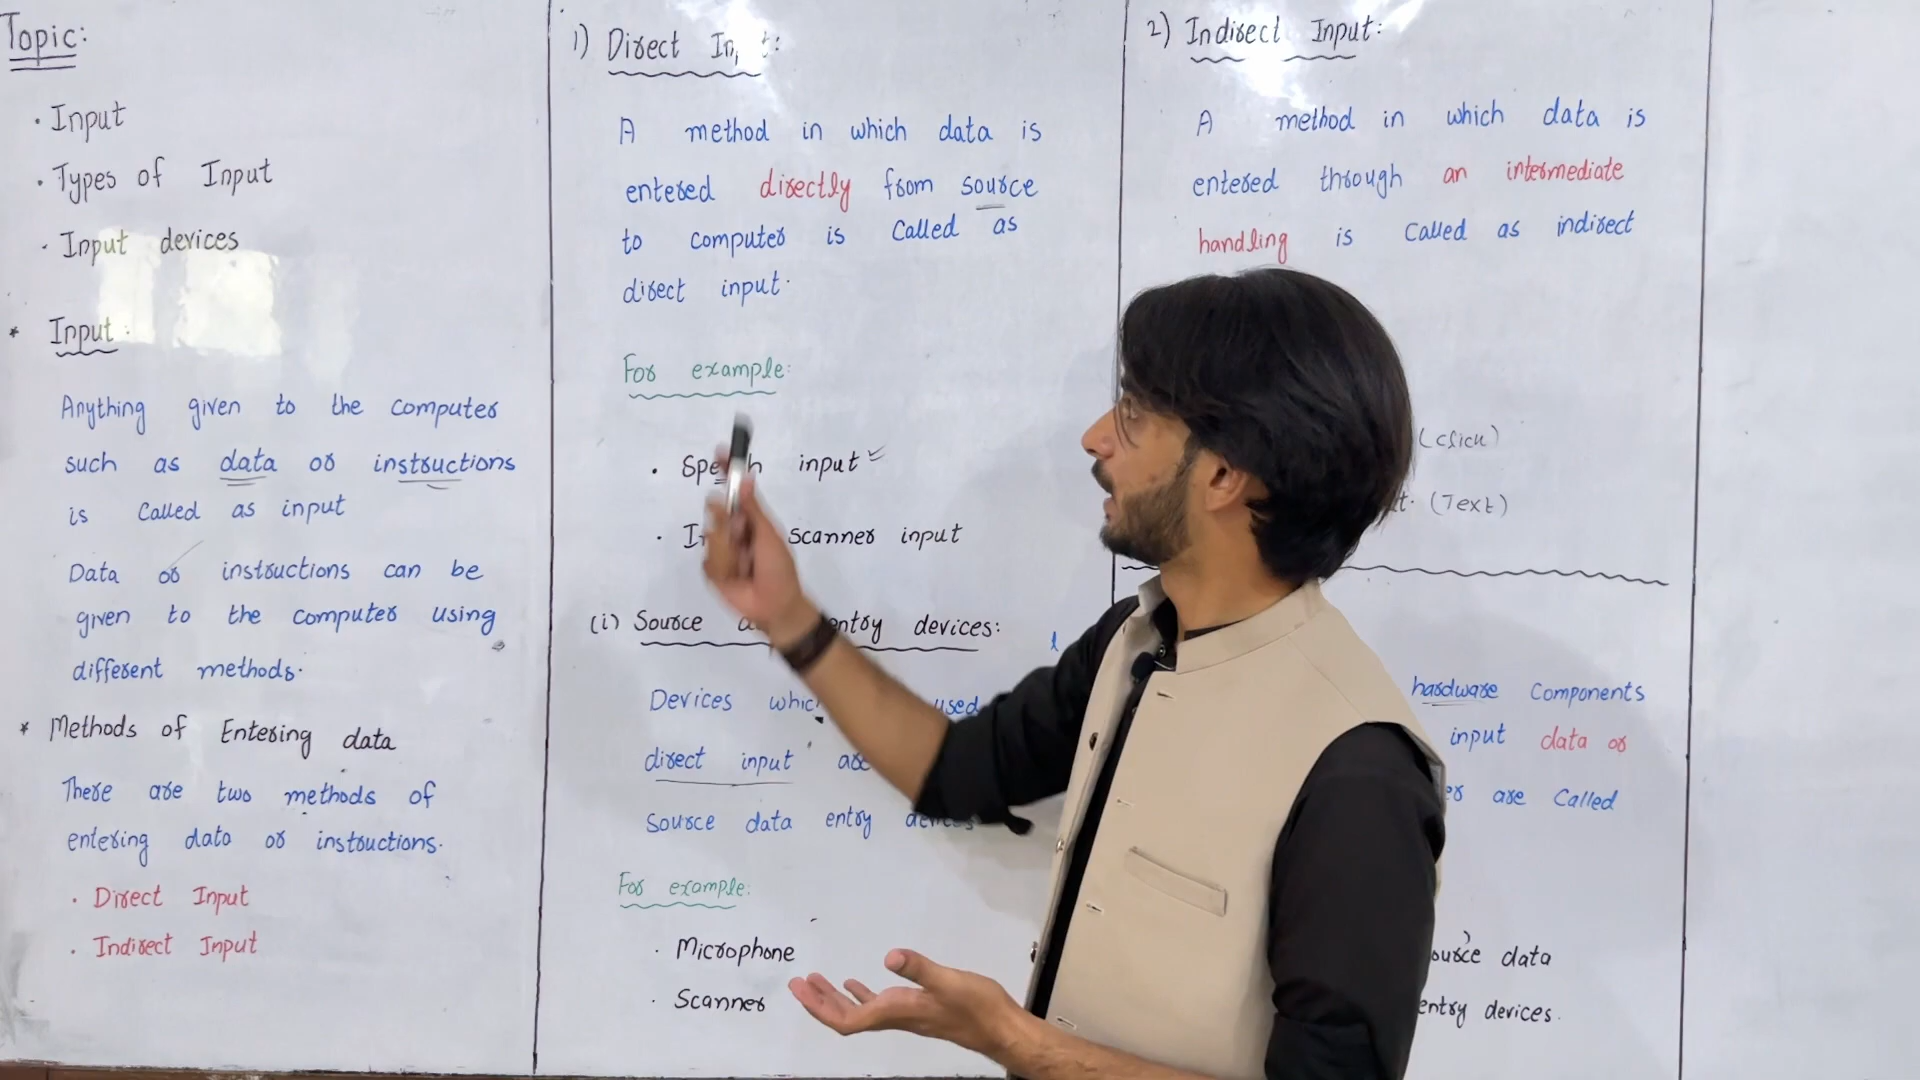 Topic:
· Input
· Types of Input
· Input devices
* Input:
Anything given to the computer
such as data or instructions
is called as input
Data or instructions can be
given to the computer using
different methods.
* Methods of Entering data
There are two methods of
entering data or instructions.
· Direct Input
· Indirect Input
1) Direct
A method in which data is
entered directly from source
to computer is called as
direct input.
For example:
· input
· scanner input
(i) Source entry devices:
Devices used
direct input are
source data entry devices
For example:
· Microphone
· Scanner
2) Indirect Input:
A method in which data is
entered through an intermediate
handling is called as indirect
(click)
(Text)
hardware components
input data or
are called
data
entry devices.